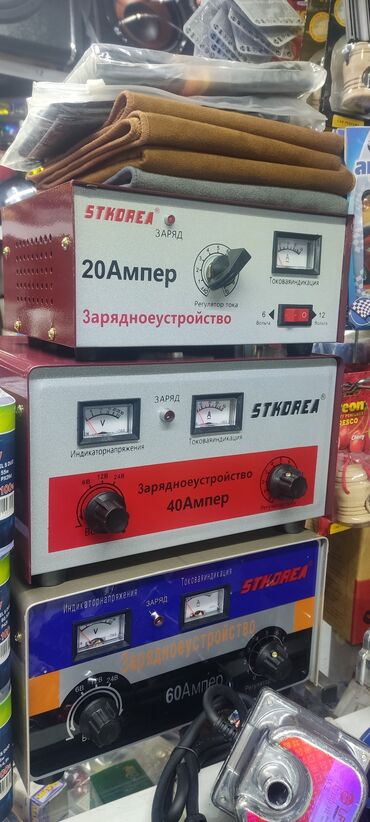 STKOREA
ЗАРЯД
20Ампер
Регулятор тока
Токоваяиндикация
Зарядноеустройство
6 Вольта
12 Вольта
ЗАРЯД
STKOREA
Индикаторнапряжения
Токоваяиндикация
6В 12В 24В
Зарядноеустройство
40Ампер
Токоваяиндикация
STKOREA
Индикаторнапряжения
ЗАРЯД
Зарядноеустройство
6В 12В 24В
60Ампер